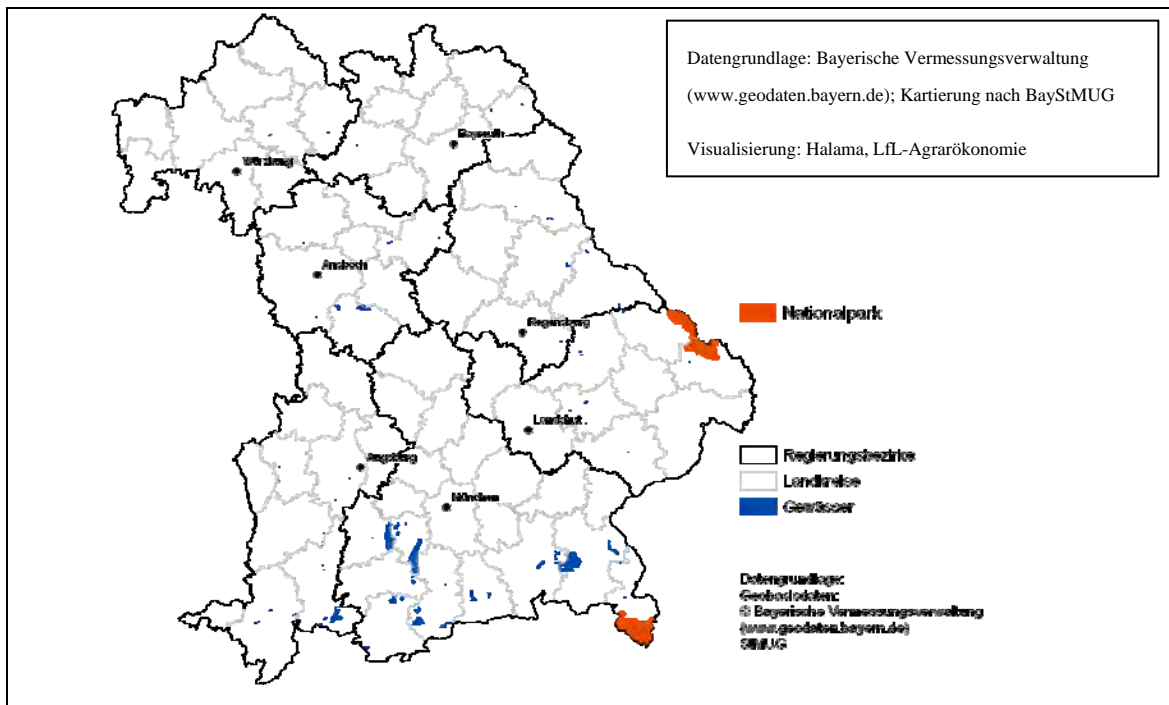 Datengrundlage: Bayerische Vermessungsverwaltung
(www.geodaten.bayern.de); Kartierung nach BayStMUG
Visualisierung: Halama, LfL-Agrarökonomie
Bayreuth
Würzburg
Ansbach
Regensburg
Nationalpark
Landshut
Augsburg
München
Regierungsbezirke
Landkreise
Gewässer
Datengrundlage:
Geobasisdaten:
© Bayerische Vermessungsverwaltung
(www.geodaten.bayern.de)
StMUG